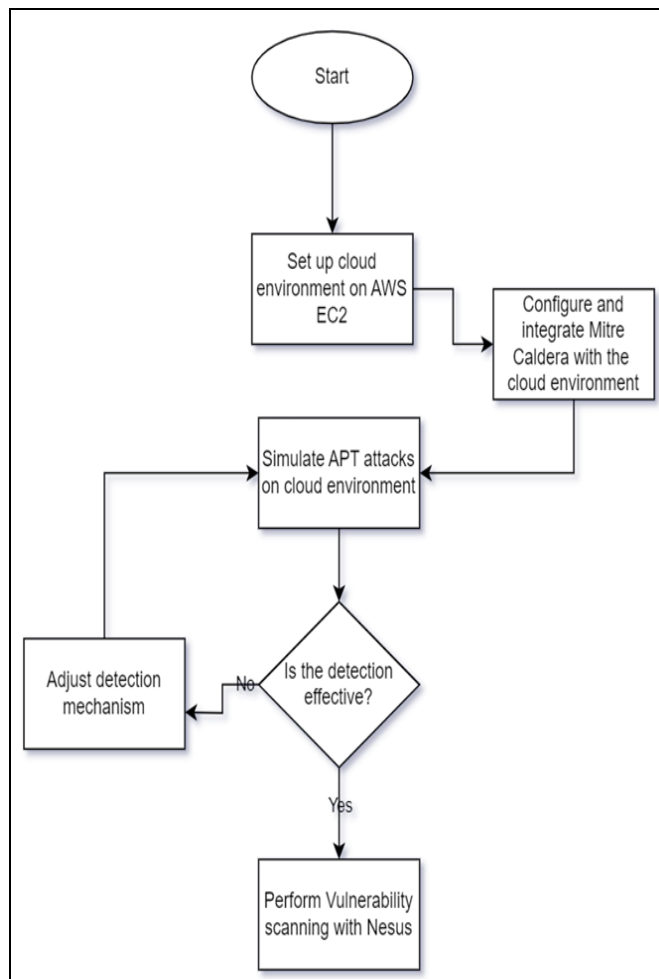 Start
Set up cloud
environment on AWS
EC2
Configure and
integrate Mitre
Caldera with the
cloud environment
Simulate APT attacks
on cloud environment
Is the detection
effective?
No
Adjust detection
mechanism
Yes
Perform Vulnerability
scanning with Nesus